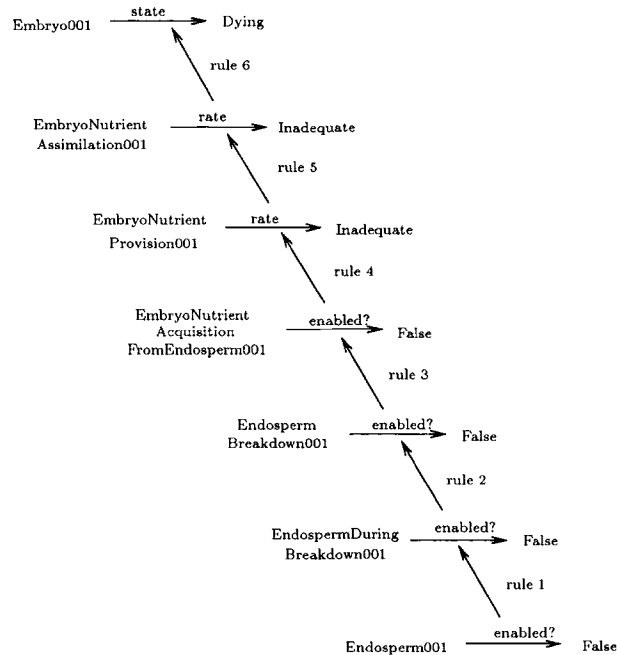 state
Embryo001
Dying
rule 6
EmbryoNutrient
Assimilation001
rate
Inadequate
rule 5
EmbryoNutrient
Provision001
rate
Inadequate
rule 4
EmbryoNutrient
Acquisition
FromEndosperm001
enabled?
False
rule 3
Endosperm
Breakdown001
enabled?
False
rule 2
EndospermDuring
Breakdown001
enabled?
False
rule 1
Endosperm001
enabled?
False